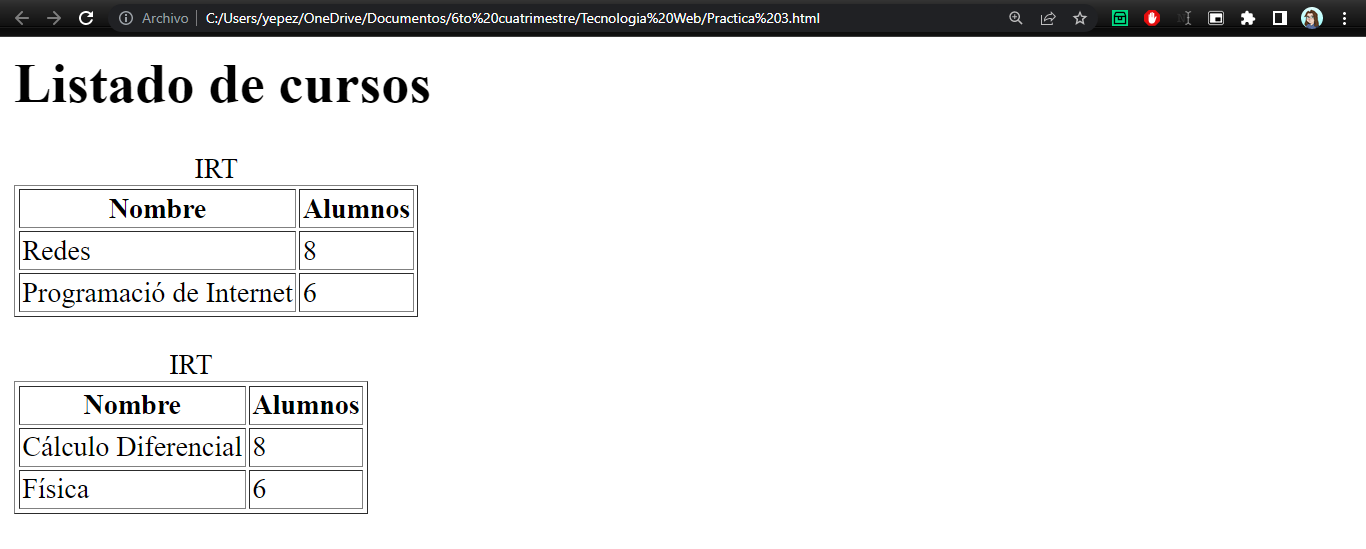 Archivo | C:/Users/yepez/OneDrive/Documentos/6to%20cuatrimestre/Tecnologia%20Web/Practica%203.html
Listado de cursos
IRT
Nombre Alumnos
Redes 8
Programació de Internet 6
IRT
Nombre Alumnos
Cálculo Diferencial 8
Física 6